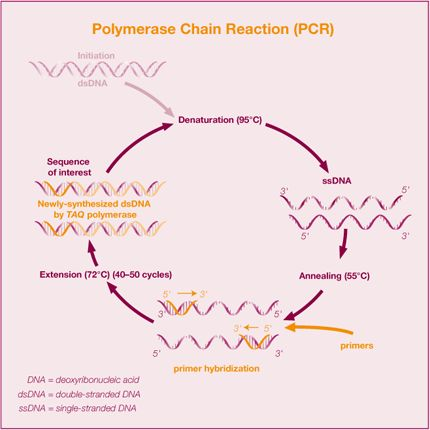 Polymerase Chain Reaction (PCR)
Initiation
dsDNA
Denaturation (95°C)
Sequence
of interest
Newly-synthesized dsDNA
by TAQ polymerase
ssDNA
3'
5'
5'
3'
Extension (72°C) (40–50 cycles)
Annealing (55°C)
5'
3'
3'
5'
3'
5'
5'
3'
primers
primer hybridization
DNA = deoxyribonucleic acid
dsDNA = double-stranded DNA
ssDNA = single-stranded DNA